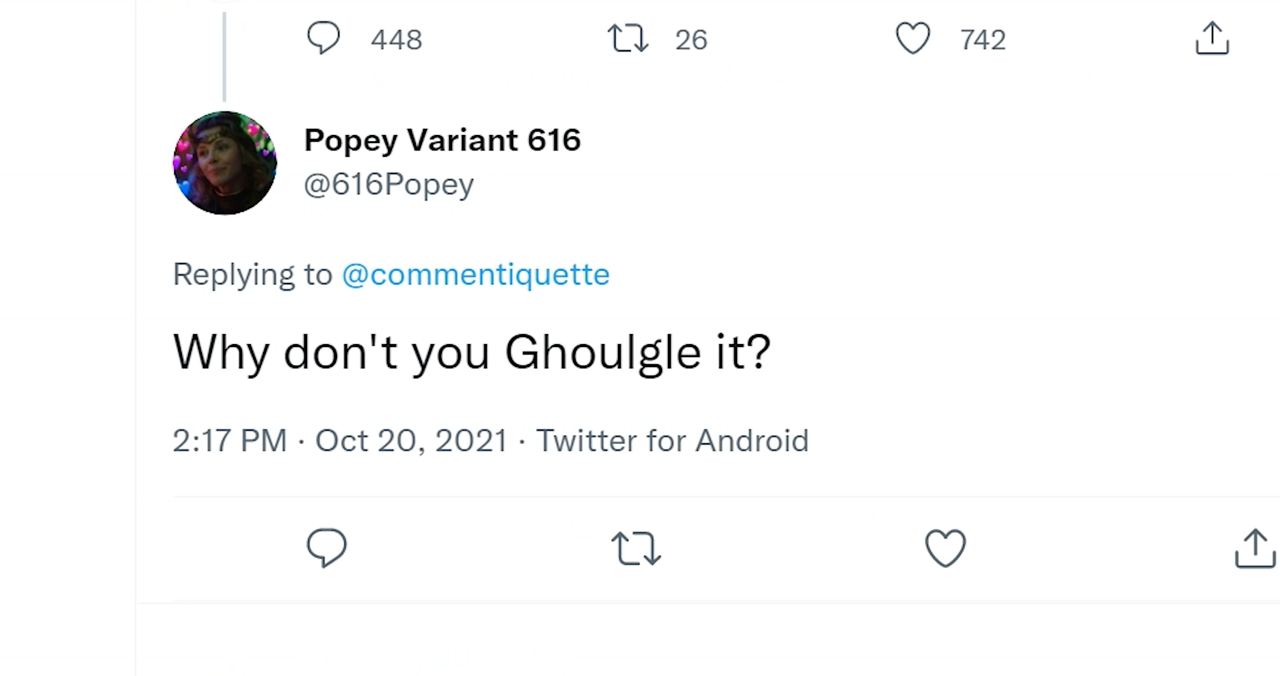 448 26 742
Popey Variant 616
@616Popey
Replying to @commentiquette
Why don't you Ghoulgle it?
2:17 PM · Oct 20, 2021 · Twitter for Android